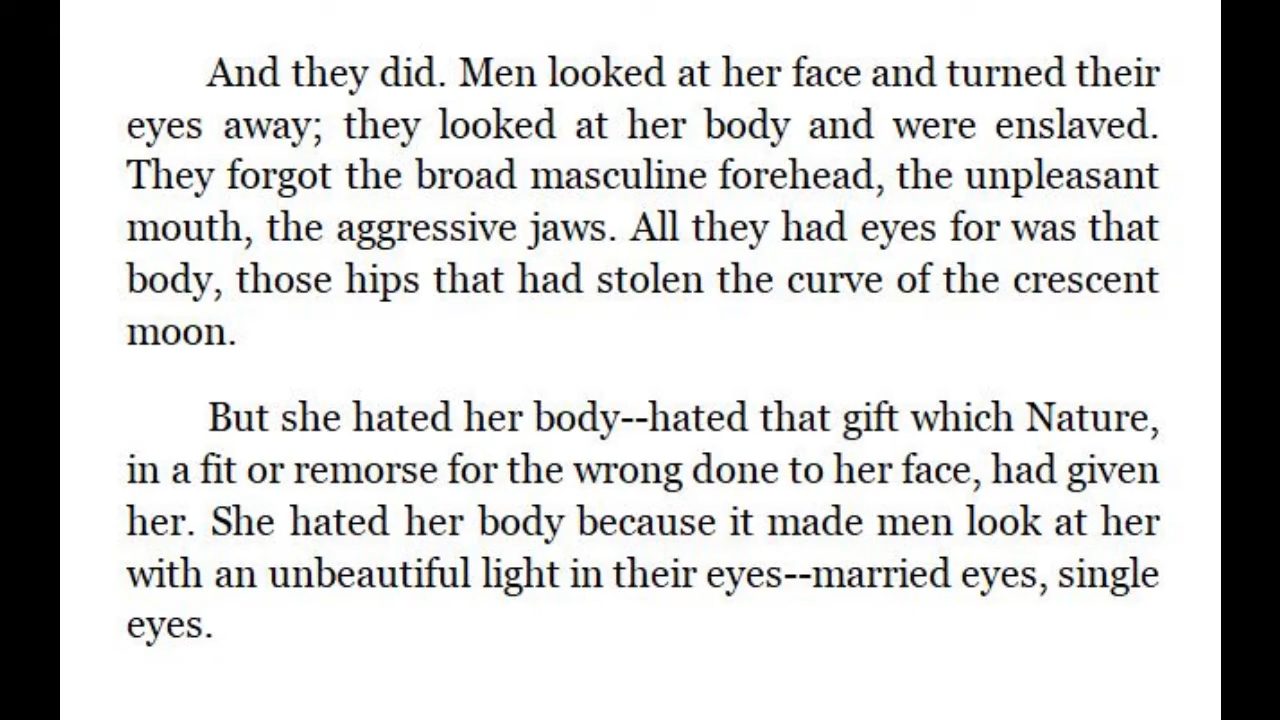 And they did. Men looked at her face and turned their
eyes away; they looked at her body and were enslaved.
They forgot the broad masculine forehead, the unpleasant
mouth, the aggressive jaws. All they had eyes for was that
body, those hips that had stolen the curve of the crescent
moon.
But she hated her body--hated that gift which Nature,
in a fit or remorse for the wrong done to her face, had given
her. She hated her body because it made men look at her
with an unbeautiful light in their eyes--married eyes, single
eyes.